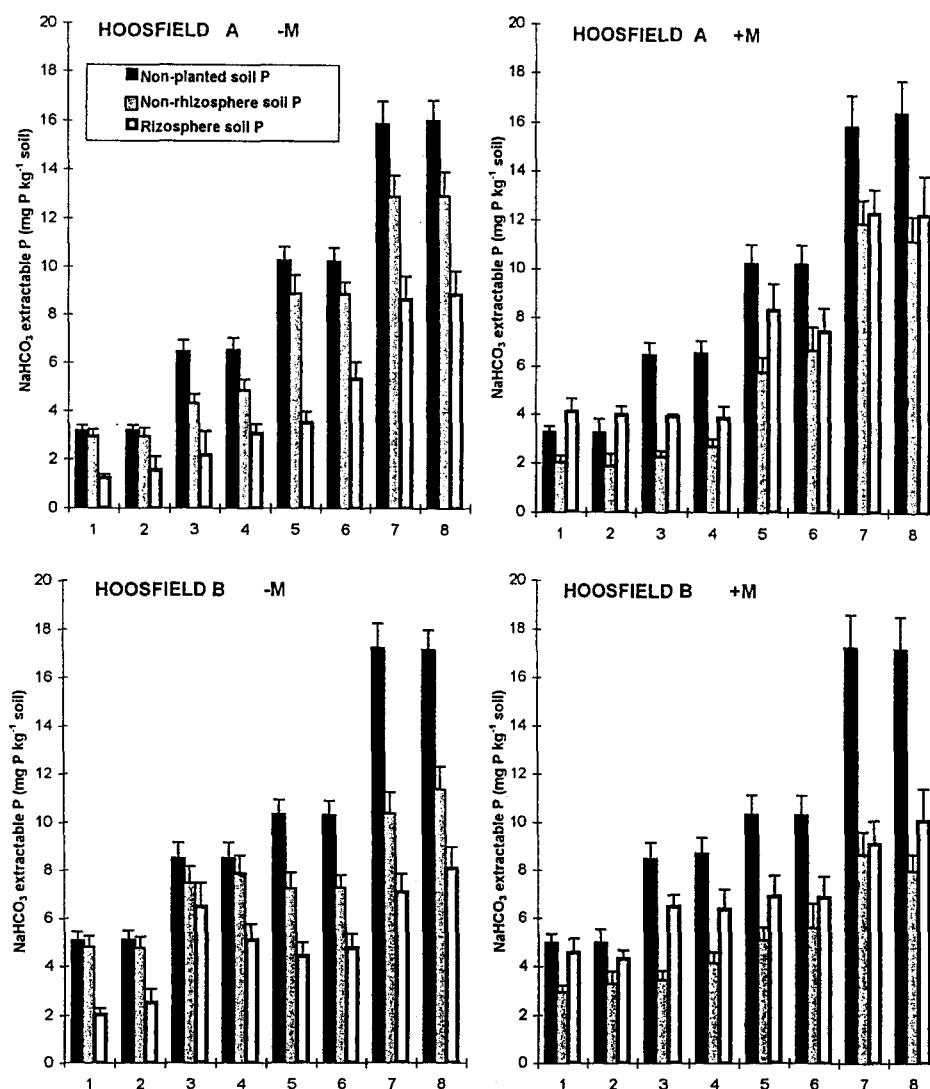 HOOSFIELD A -M
Non-planted soil P
Non-rhizosphere soil P
Rizosphere soil P
NaHCO₃ extractable P (mg P kg⁻¹ soil)
20
18
16
14
12
10
8
6
4
2
0
1 2 3 4 5 6 7 8
HOOSFIELD A +M
NaHCO₃ extractable P (mg P kg⁻¹ soil)
20
18
16
14
12
10
8
6
4
2
0
1 2 3 4 5 6 7 8
HOOSFIELD B -M
NaHCO₃ extractable P (mg P kg⁻¹ soil)
20
18
16
14
12
10
8
6
4
2
0
1 2 3 4 5 6 7 8
HOOSFIELD B +M
NaHCO₃ extractable P (mg P kg⁻¹ soil)
20
18
16
14
12
10
8
6
4
2
0
1 2 3 4 5 6 7 8